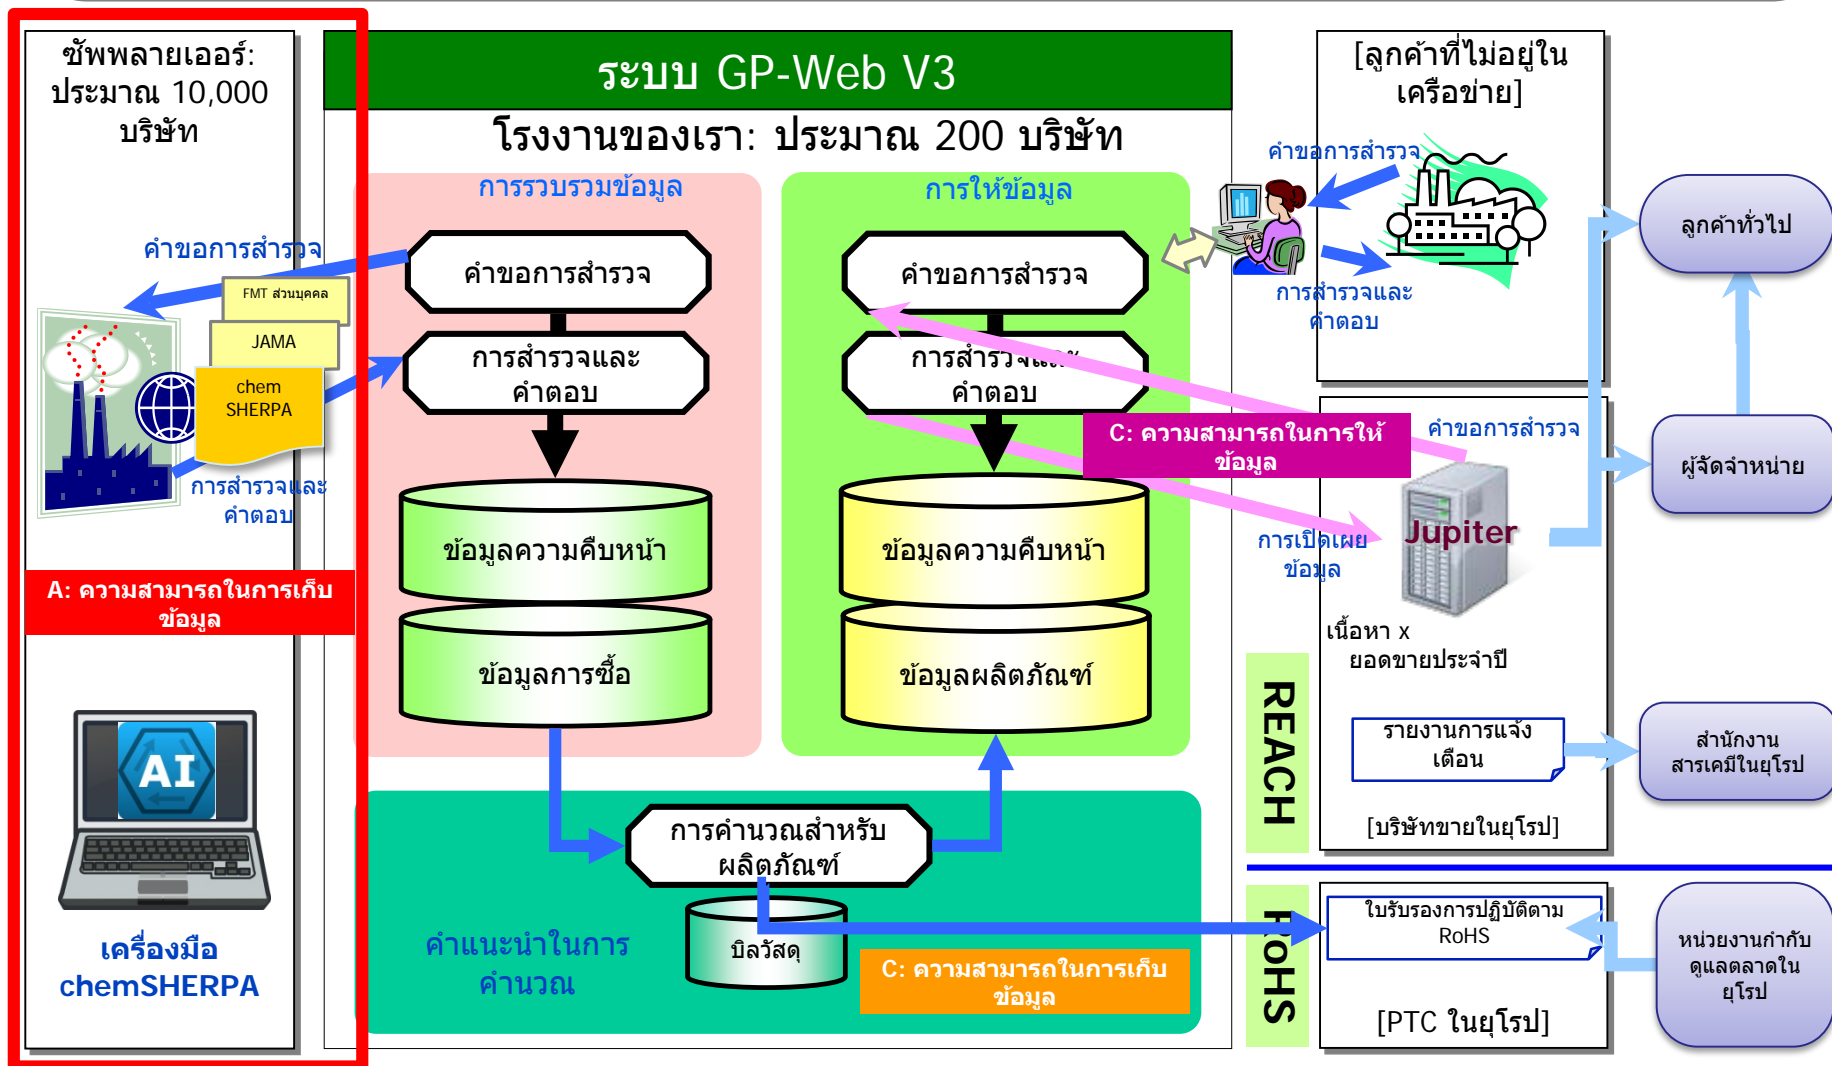 ซัพพลายเออร์:
ประมาณ 10,000
บริษัท
คำขอการสำรวจ
FMT ส่วนบุคคล
JAMA
chem
SHERPA
การสำรวจและ
คำตอบ
A: ความสามารถในการเก็บ
ข้อมูล
AI
เครื่องมือ
chemSHERPA
ระบบ GP-Web V3
โรงงานของเรา: ประมาณ 200 บริษัท
การรวบรวมข้อมูล
คำขอการสำรวจ
การสำรวจและ
คำตอบ
ข้อมูลความคืบหน้า
ข้อมูลการซื้อ
การให้ข้อมูล
คำขอการสำรวจ
การสำรวจและ
คำตอบ
ข้อมูลความคืบหน้า
ข้อมูลผลิตภัณฑ์
C: ความสามารถในการให้
ข้อมูล
การคำนวณสำหรับ
ผลิตภัณฑ์
คำแนะนำในการ
คำนวณ
บิลวัสดุ
C: ความสามารถในการเก็บ
ข้อมูล
[ลูกค้าที่ไม่อยู่ใน
เครือข่าย]
คำขอการสำรวจ
การสำรวจและ
คำตอบ
คำขอการสำรวจ
Jupiter
การเปิดเผย
ข้อมูล
เนื้อหา x
ยอดขายประจำปี
REACH
รายงานการแจ้ง
เตือน
[บริษัทขายในยุโรป]
RoHS
ใบรับรองการปฏิบัติตาม
RoHS
[PTC ในยุโรป]
ลูกค้าทั่วไป
ผู้จัดจำหน่าย
สำนักงาน
สารเคมีในยุโรป
หน่วยงานกำกับ
ดูแลตลาดใน
ยุโรป